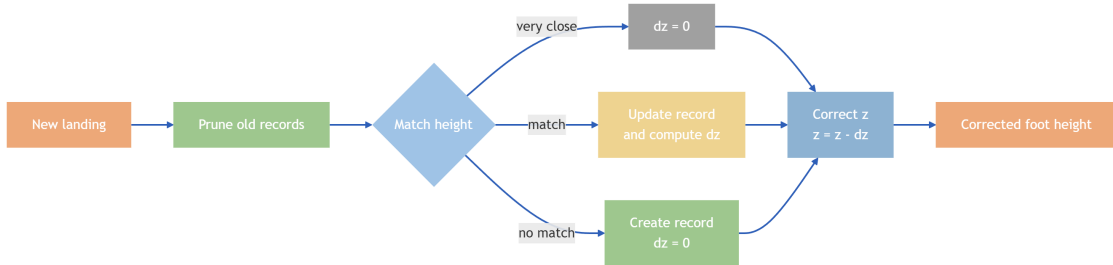 New landing
Prune old records
Match height
very close
dz = 0
match
Update record
and compute dz
no match
Create record
dz = 0
Correct z
z = z - dz
Corrected foot height